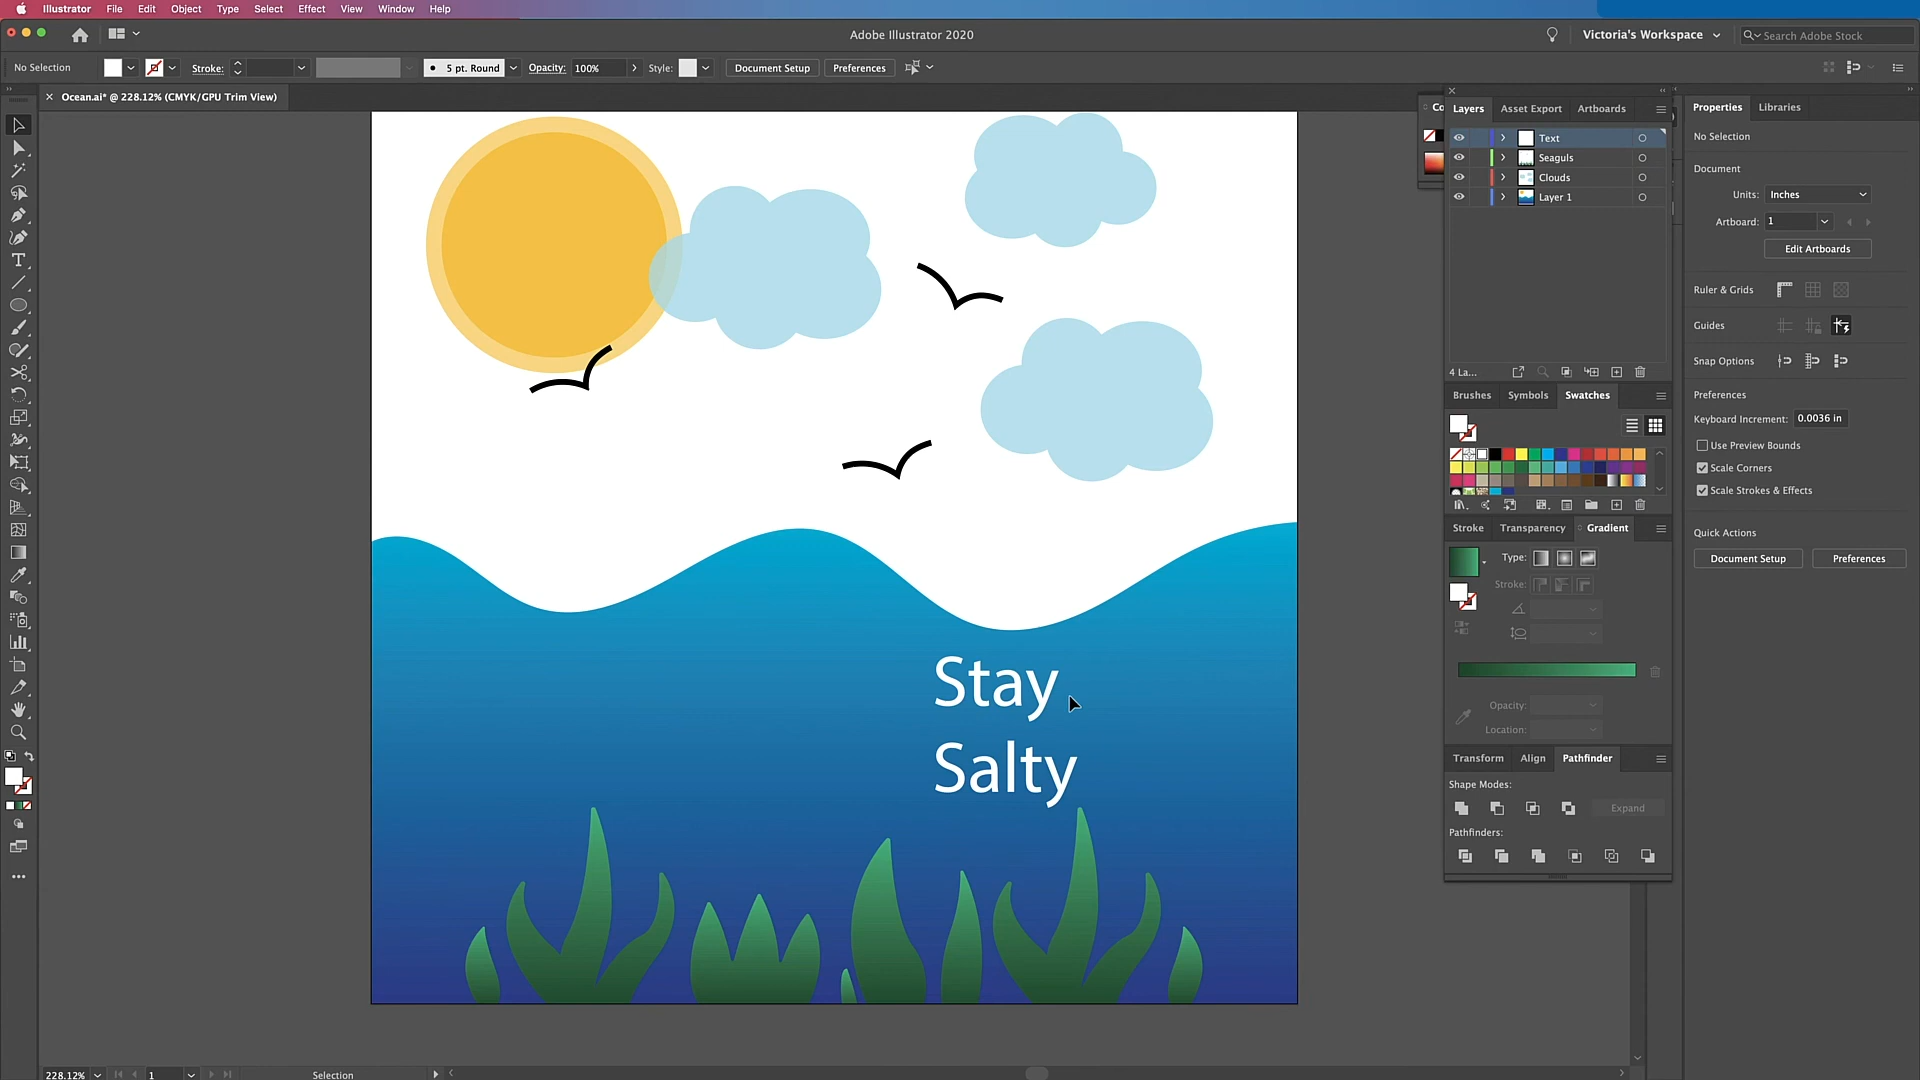 Illustrator File Edit Object Type Select Effect View Window Help
Adobe Illustrator 2020
Victoria's Workspace
Search Adobe Stock
No Selection
Stroke:
5 pt. Round
Opacity: 100%
Style:
Document Setup
Preferences
Ocean.ai* @ 228.12% (CMYK/GPU Trim View)
Co
Layers Asset Export Artboards
Text
Seaguls
Clouds
Layer 1
4 La...
Brushes Symbols Swatches
Stroke Transparency Gradient
Type:
Stroke:
Opacity:
Location:
Transform Align Pathfinder
Shape Modes:
Expand
Pathfinders:
Properties Libraries
No Selection
Document
Units: Inches
Artboard: 1
Edit Artboards
Ruler & Grids
Guides
Snap Options
Preferences
Keyboard Increment: 0.0036 in
Use Preview Bounds
Scale Corners
Scale Strokes & Effects
Quick Actions
Document Setup
Preferences
Stay
Salty
228.12%
1
Selection